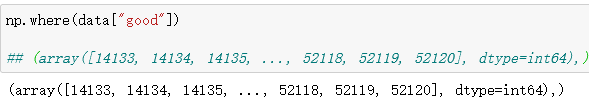 np.where(data["good"])
## (array([14133, 14134, 14135, ..., 52118, 52119, 52120], dtype=int64),)
(array([14133, 14134, 14135, ..., 52118, 52119, 52120], dtype=int64),)